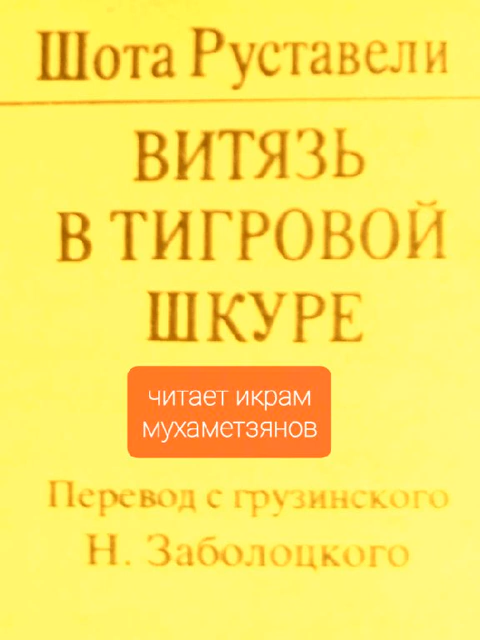 Шота Руставели
ВИТЯЗЬ
В ТИГРОВОЙ
ШКУРЕ
читает икрам
мухаметзянов
Перевод с грузинского
Н. Заболоцкого